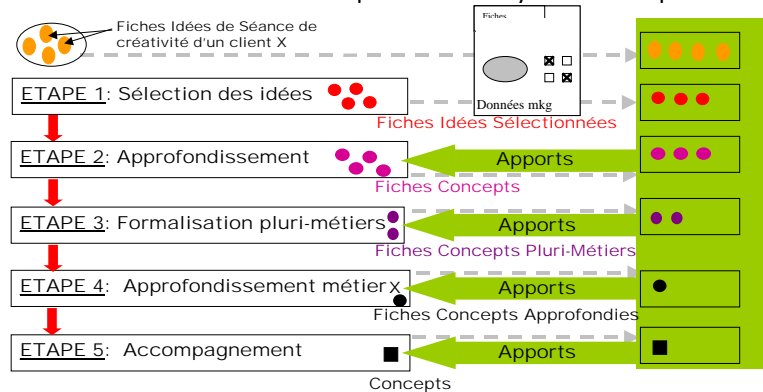 Fiches Idées de Séance de
créativité d'un client X
Fiches
Données mkg
ETAPE 1: Sélection des idées
Fiches Idées Sélectionnées
ETAPE 2: Approfondissement
Apports
Fiches Concepts
ETAPE 3: Formalisation pluri-métiers
Apports
Fiches Concepts Pluri-Métiers
ETAPE 4: Approfondissement métier x
Apports
Fiches Concepts Approfondies
ETAPE 5: Accompagnement
Apports
Concepts